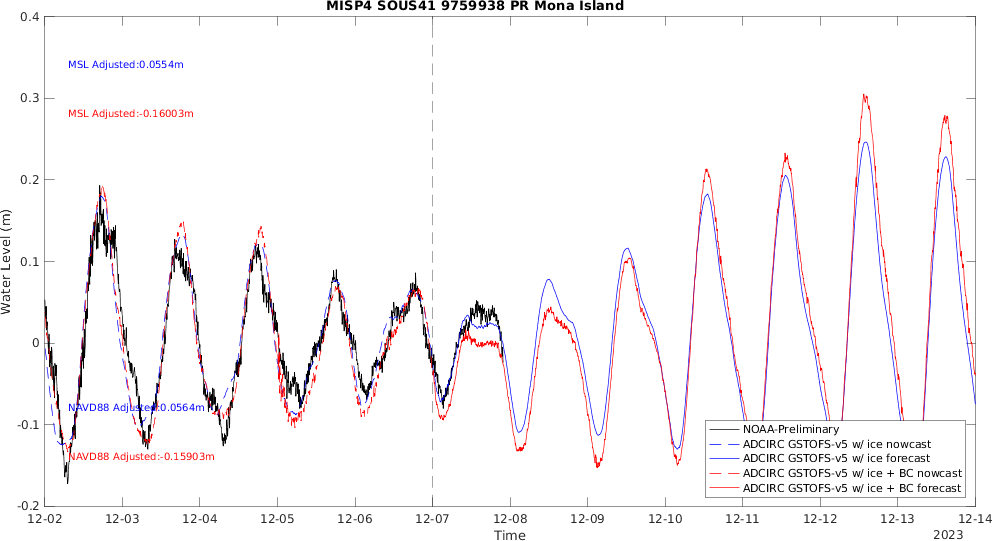 MISP4 SOUS41 9759938 PR Mona Island
0.4
0.3
0.2
0.1
0
-0.1
-0.2
Water Level (m)
MSL Adjusted:0.0554m
MSL Adjusted:-0.16003m
NAVD88 Adjusted:0.0564m
NAVD88 Adjusted:-0.15903m
NOAA-Preliminary
ADCIRC GSTOFS-v5 w/ ice nowcast
ADCIRC GSTOFS-v5 w/ ice forecast
ADCIRC GSTOFS-v5 w/ ice + BC nowcast
ADCIRC GSTOFS-v5 w/ ice + BC forecast
12-02 12-03 12-04 12-05 12-06 12-07 12-08 12-09 12-10 12-11 12-12 12-13 12-14
Time
2023